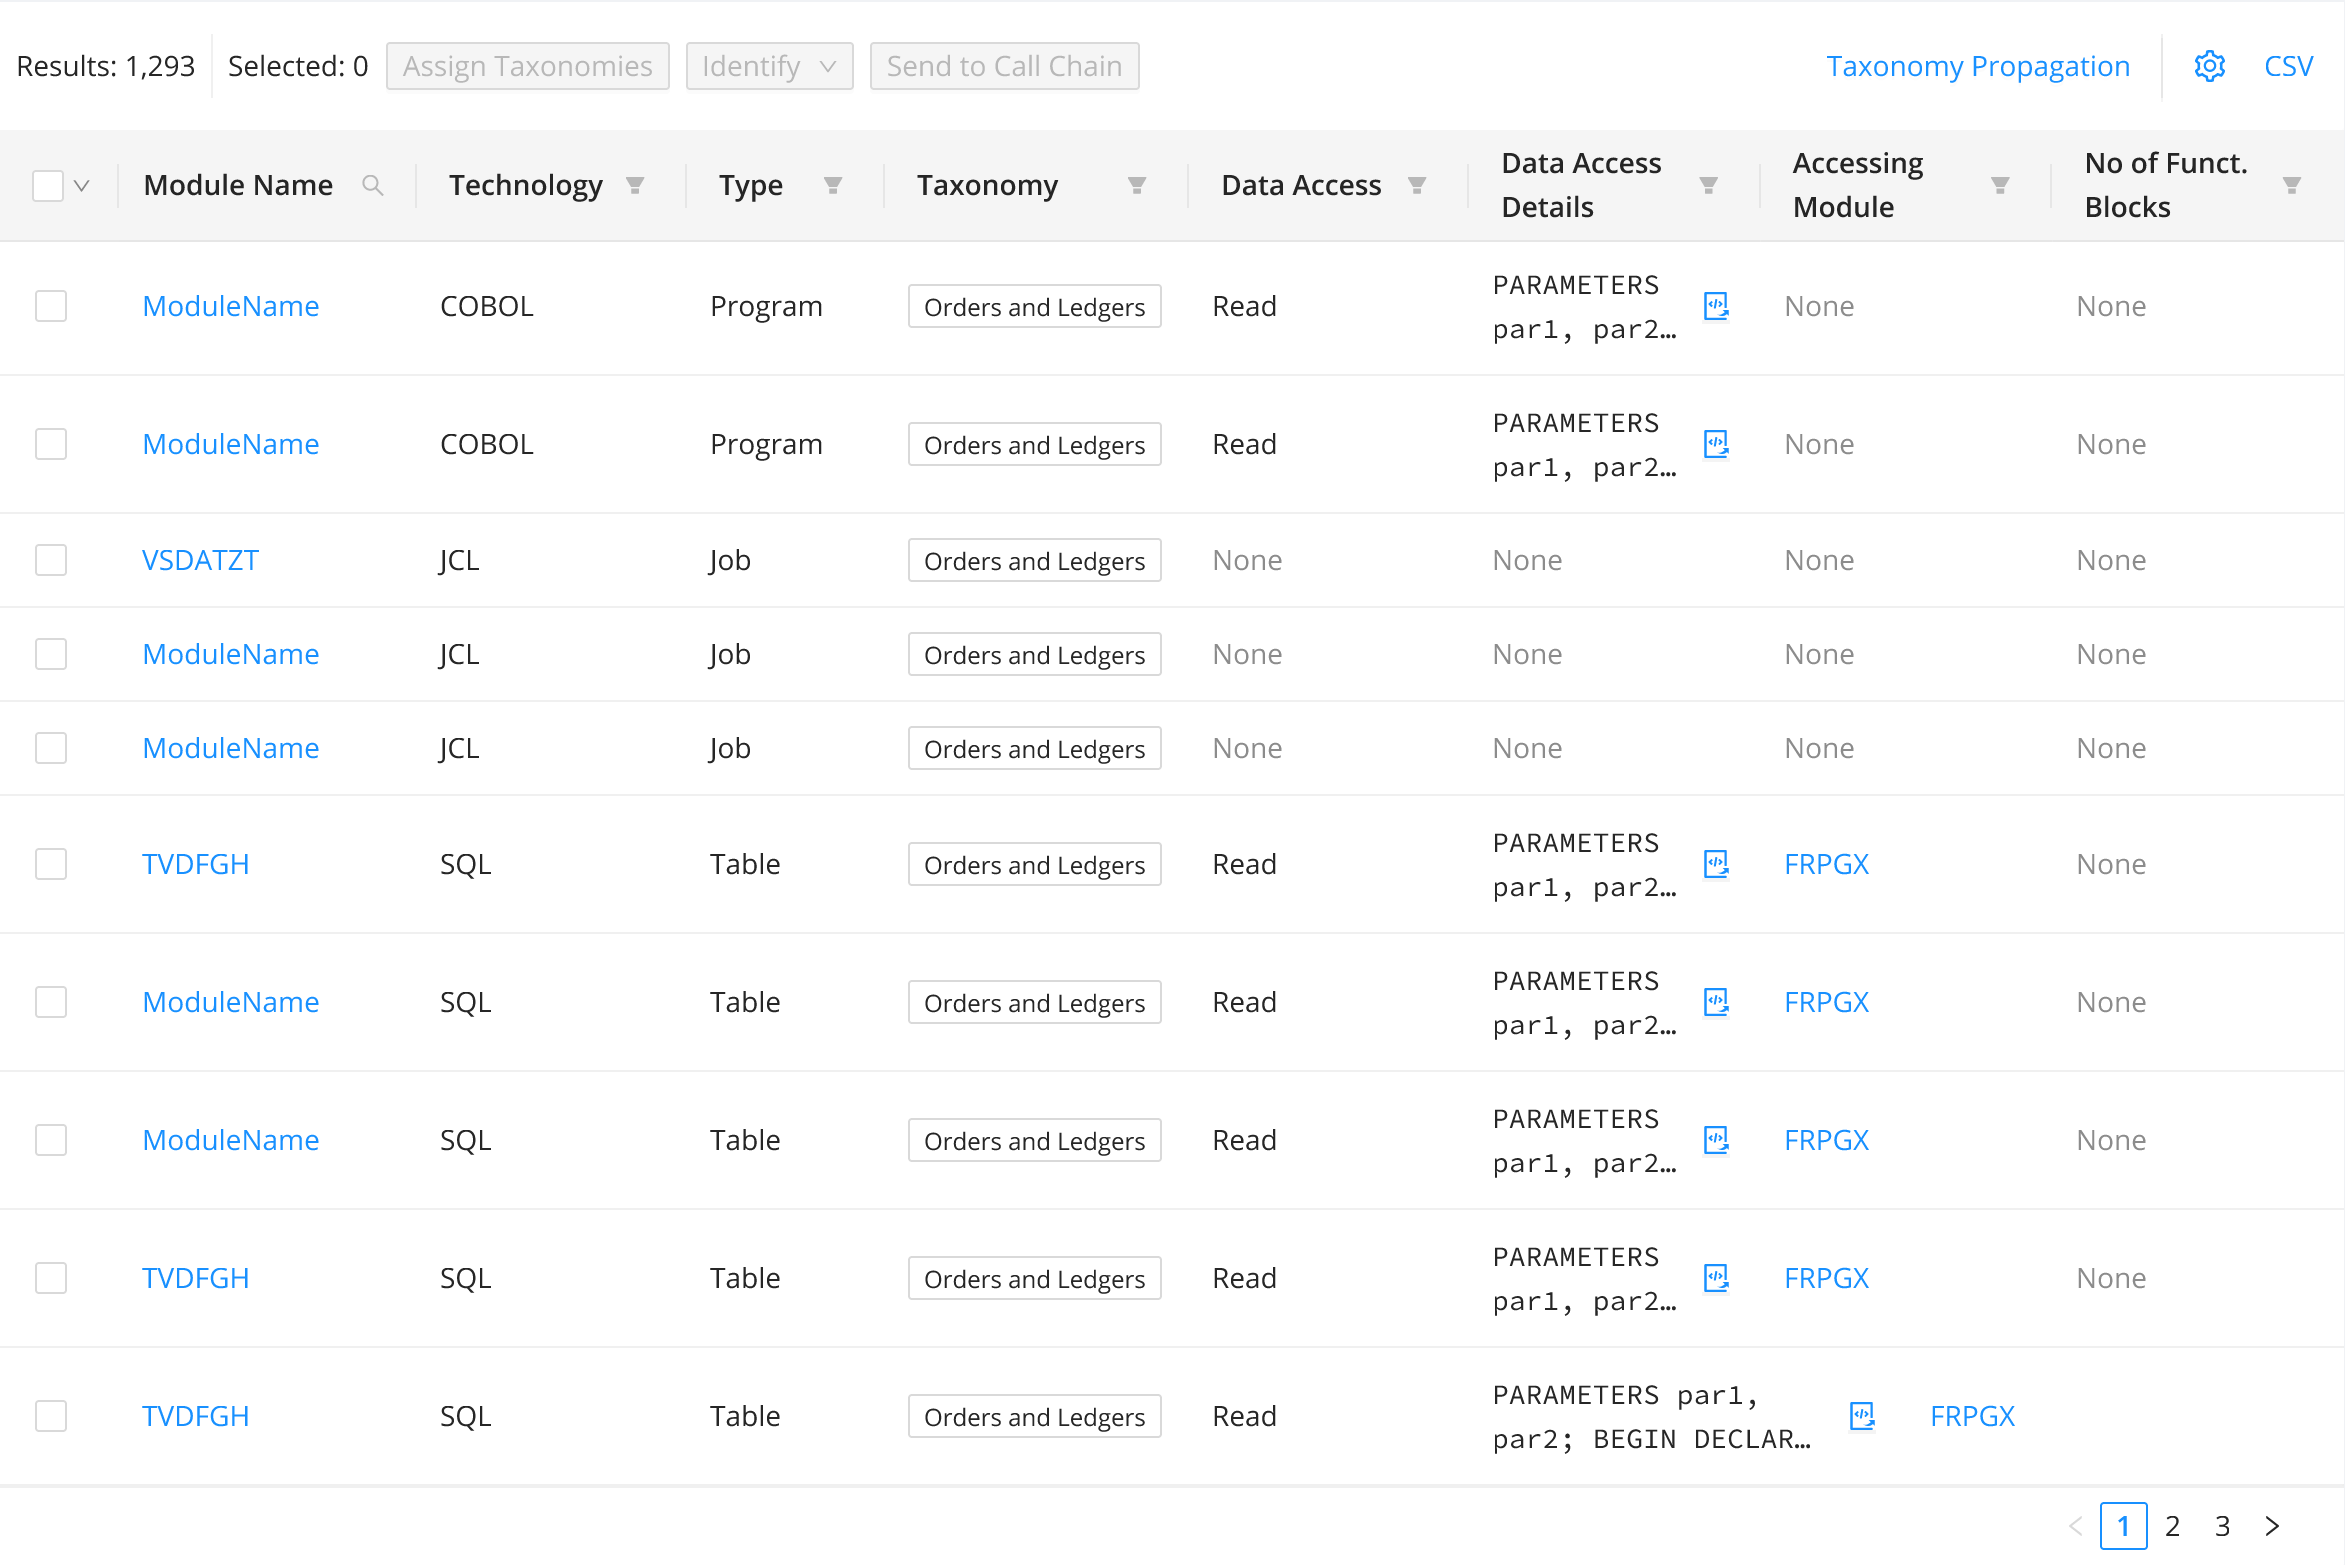 Results: 1,293 Selected: 0 Assign Taxonomies Identify Send to Call Chain Taxonomy Propagation CSV
Module Name Technology Type Taxonomy Data Access Data Access Details Accessing Module No of Funct. Blocks
ModuleName COBOL Program Orders and Ledgers Read PARAMETERS par1, par2… None None
ModuleName COBOL Program Orders and Ledgers Read PARAMETERS par1, par2… None None
VSDATZT JCL Job Orders and Ledgers None None None None
ModuleName JCL Job Orders and Ledgers None None None None
ModuleName JCL Job Orders and Ledgers None None None None
TVDFGH SQL Table Orders and Ledgers Read PARAMETERS par1, par2… FRPGX None
ModuleName SQL Table Orders and Ledgers Read PARAMETERS par1, par2… FRPGX None
ModuleName SQL Table Orders and Ledgers Read PARAMETERS par1, par2… FRPGX None
TVDFGH SQL Table Orders and Ledgers Read PARAMETERS par1, par2… FRPGX None
TVDFGH SQL Table Orders and Ledgers Read PARAMETERS par1, par2; BEGIN DECLAR… FRPGX
< 1 2 3 >